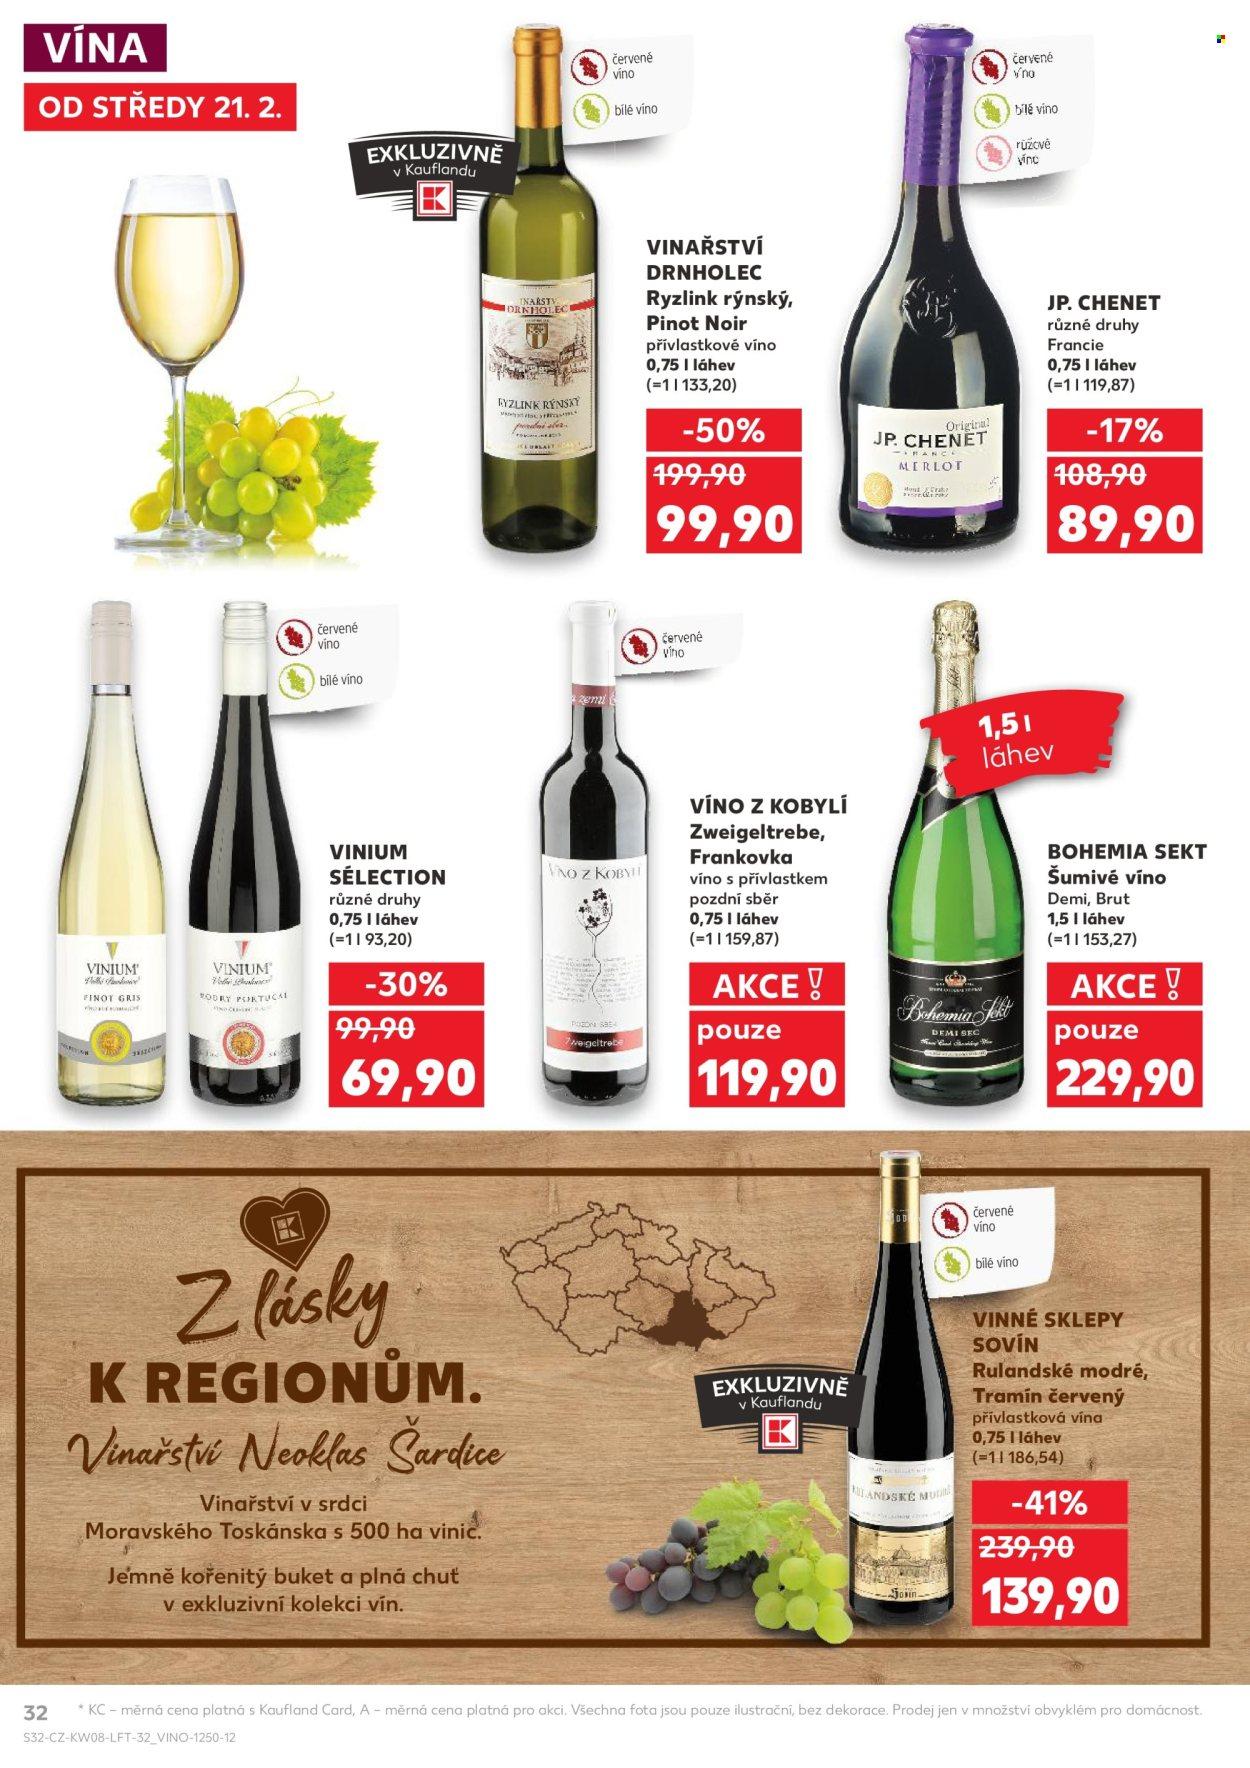 VÍNA
OD STŘEDY 21. 2.
EXKLUZIVNĚ
v Kauflandu
červené
víno
bílé víno
VINAŘSTVÍ
DRNHOLEC
RYZLINK RÝNSKÝ
pozdní sběr
VINAŘSTVÍ
DRNHOLEC
Ryzlink rýnský,
Pinot Noir
přívlastkové víno
0,75 l láhev
(=1 l 133,20)
-50%
199,90
99,90
červené
víno
bílé víno
růžové
víno
Original
JP. CHENET
FRANCE
MERLOT
JP. CHENET
různé druhy
Francie
0,75 l láhev
(=1 l 119,87)
-17%
108,90
89,90
červené
víno
bílé víno
VINIUM
PINOT GRIS
VINIUM
MODRÝ PORTUGAL
VINIUM
SÉLECTION
různé druhy
0,75 l láhev
(=1 l 93,20)
-30%
99,90
69,90
červené
víno
VÍNO Z KOBYLÍ
POZDNÍ SBĚR
Zweigeltrebe
VÍNO Z KOBYLÍ
Zweigeltrebe,
Frankovka
víno s přívlastkem
pozdní sběr
0,75 l láhev
(=1 l 159,87)
AKCE!
pouze
119,90
1,5 l
láhev
Bohemia Sekt
DEMI SEC
BOHEMIA SEKT
Šumivé víno
Demi, Brut
1,5 l láhev
(=1 l 153,27)
AKCE!
pouze
229,90
Z lásky
K REGIONŮM.
Vinařství Neoklas Šardice
Vinařství v srdci
Moravského Toskánska s 500 ha vinic.
Jemně kořenitý buket a plná chuť
v exkluzivní kolekci vín.
EXKLUZIVNĚ
v Kauflandu
RULANDSKÉ MODRÉ
Sovín
červené
víno
bílé víno
VINNÉ SKLEPY
SOVÍN
Rulandské modré,
Tramín červený
přívlastková vína
0,75 l láhev
(=1 l 186,54)
-41%
239,90
139,90
32
* KC – měrná cena platná s Kaufland Card, A – měrná cena platná pro akci. Všechna fota jsou pouze ilustrační, bez dekorace. Prodej jen v množství obvyklém pro domácnost.
S32-CZ-KW08-LFT-32_VINO-1250-12